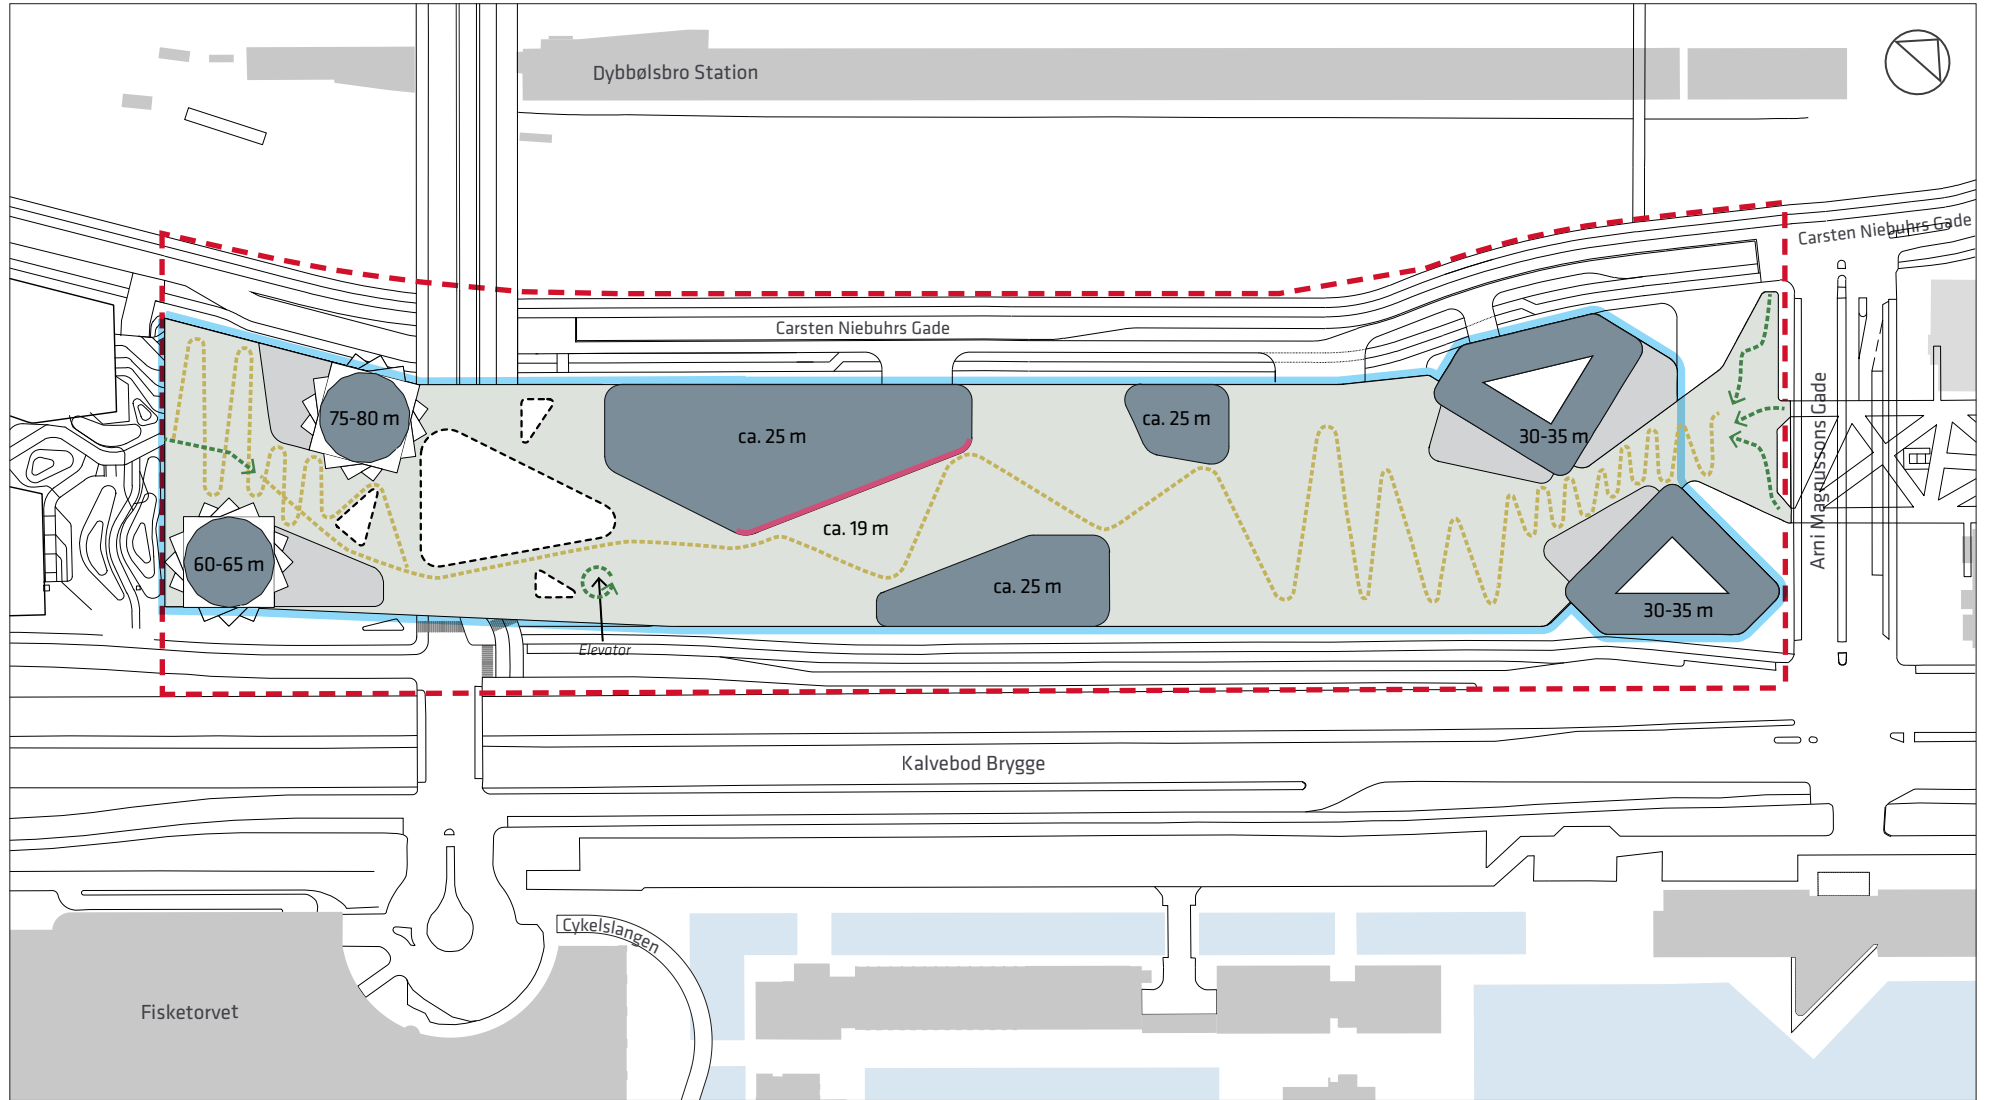 Dybbølsbro Station
Carsten Niebuhrs Gade
Carsten Niebuhrs Gade
75-80 m
ca. 25 m
ca. 25 m
30-35 m
Arni Magnussons Gade
ca. 19 m
60-65 m
ca. 25 m
30-35 m
Elevator
Kalvebod Brygge
Cykelslangen
Fisketorvet